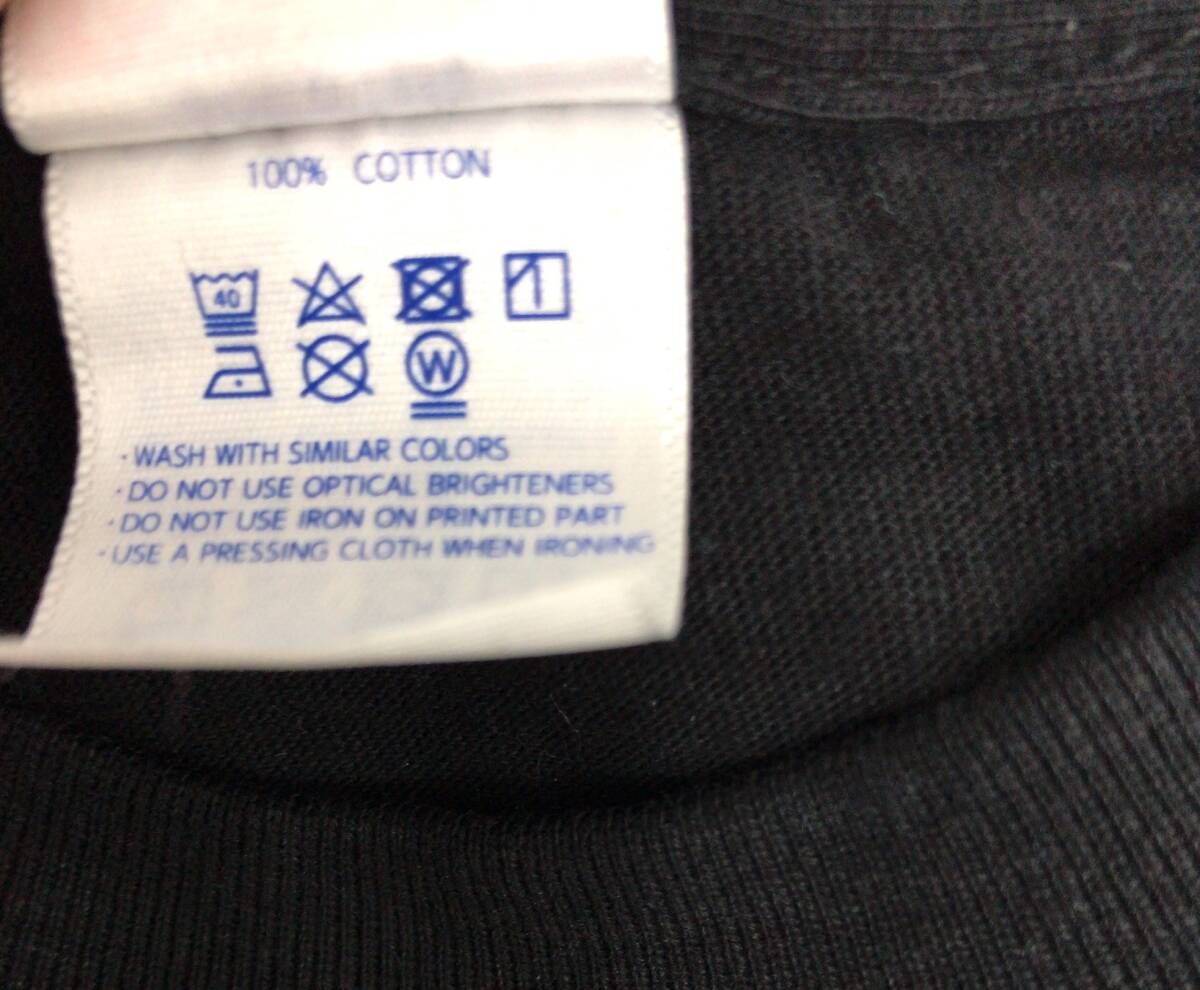 100% COTTON
40
W
· WASH WITH SIMILAR COLORS
· DO NOT USE OPTICAL BRIGHTENERS
· DO NOT USE IRON ON PRINTED PART
· USE A PRESSING CLOTH WHEN IRONING